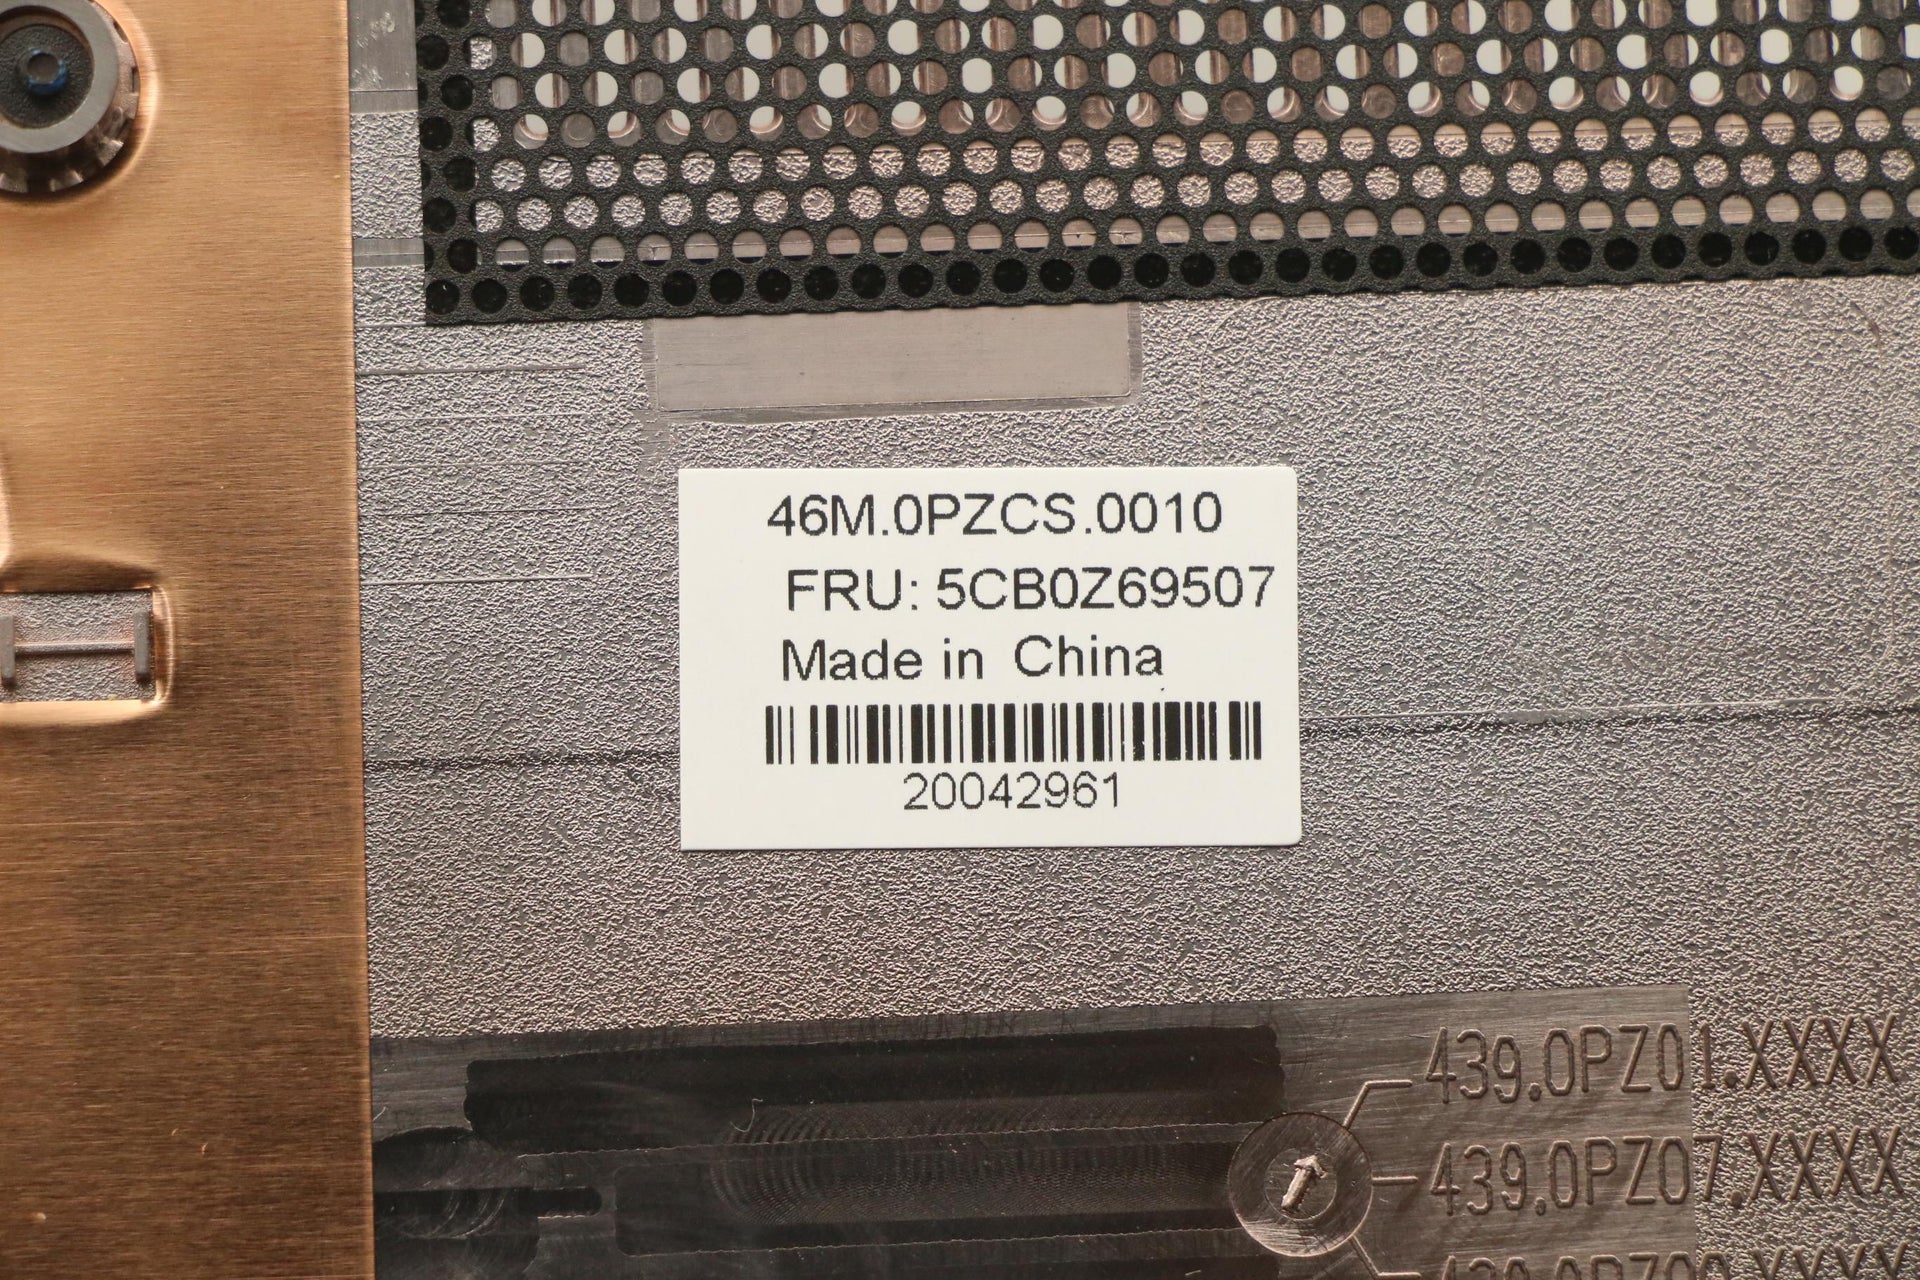 46M.0PZCS.0010
FRU: 5CB0Z69507
Made in China
20042961
439.0PZ01.XXXX
439.0PZ07.XXXX